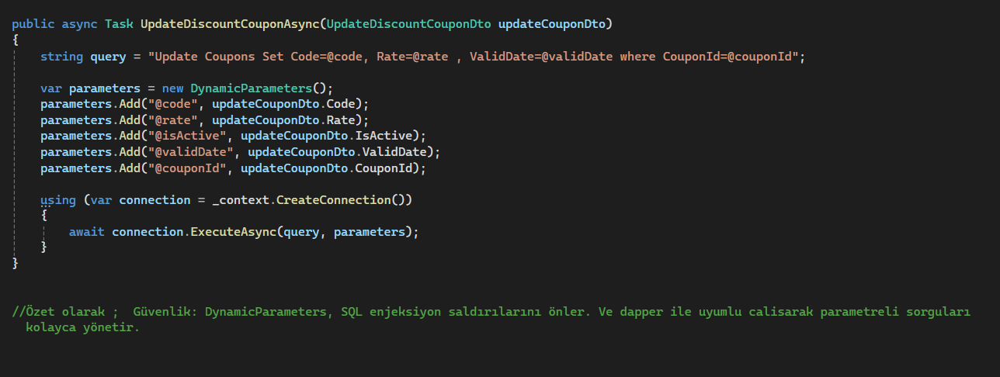 public async Task UpdateDiscountCouponAsync(UpdateDiscountCouponDto updateCouponDto)
{
string query = "Update Coupons Set Code=@code, Rate=@rate , ValidDate=@validDate where CouponId=@couponId";
var parameters = new DynamicParameters();
parameters.Add("@code", updateCouponDto.Code);
parameters.Add("@rate", updateCouponDto.Rate);
parameters.Add("@isActive", updateCouponDto.IsActive);
parameters.Add("@validDate", updateCouponDto.ValidDate);
parameters.Add("@couponId", updateCouponDto.CouponId);
using (var connection = _context.CreateConnection())
{
await connection.ExecuteAsync(query, parameters);
}
}
//Özet olarak ;  Güvenlik: DynamicParameters, SQL enjeksiyon saldırılarını önler. Ve dapper ile uyumlu calisarak parametreli sorguları
kolayca yönetir.